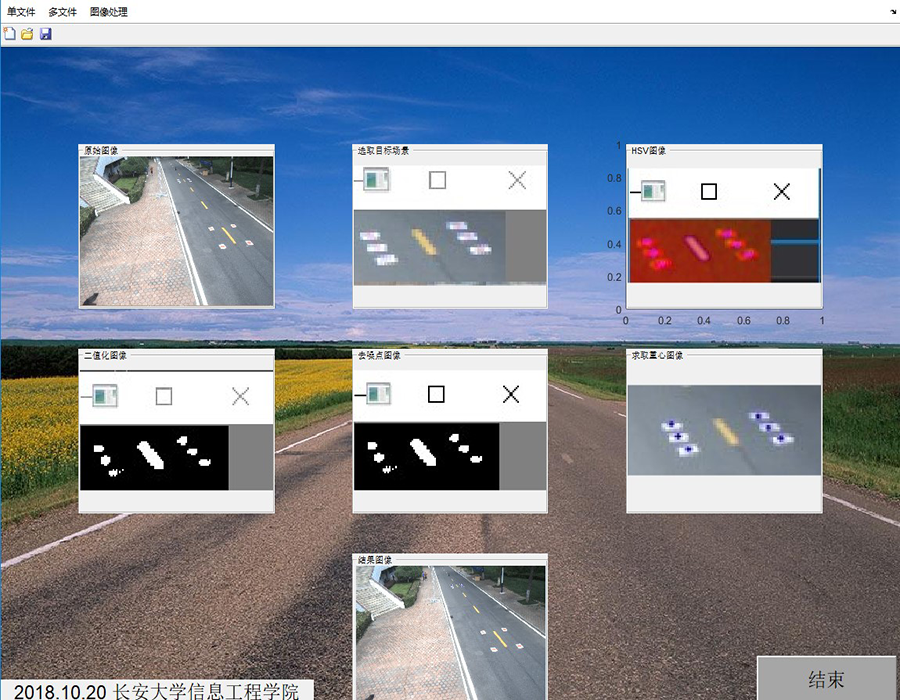 单文件 多文件 图像处理
原始图像
选取目标场景
HSV图像
1
0.8
0.6
0.4
0.2
0
0 0.2 0.4 0.6 0.8 1
二值化图像
去噪点图像
求取重心图像
结果图像
2018.10.20 长安大学信息工程学院
结束